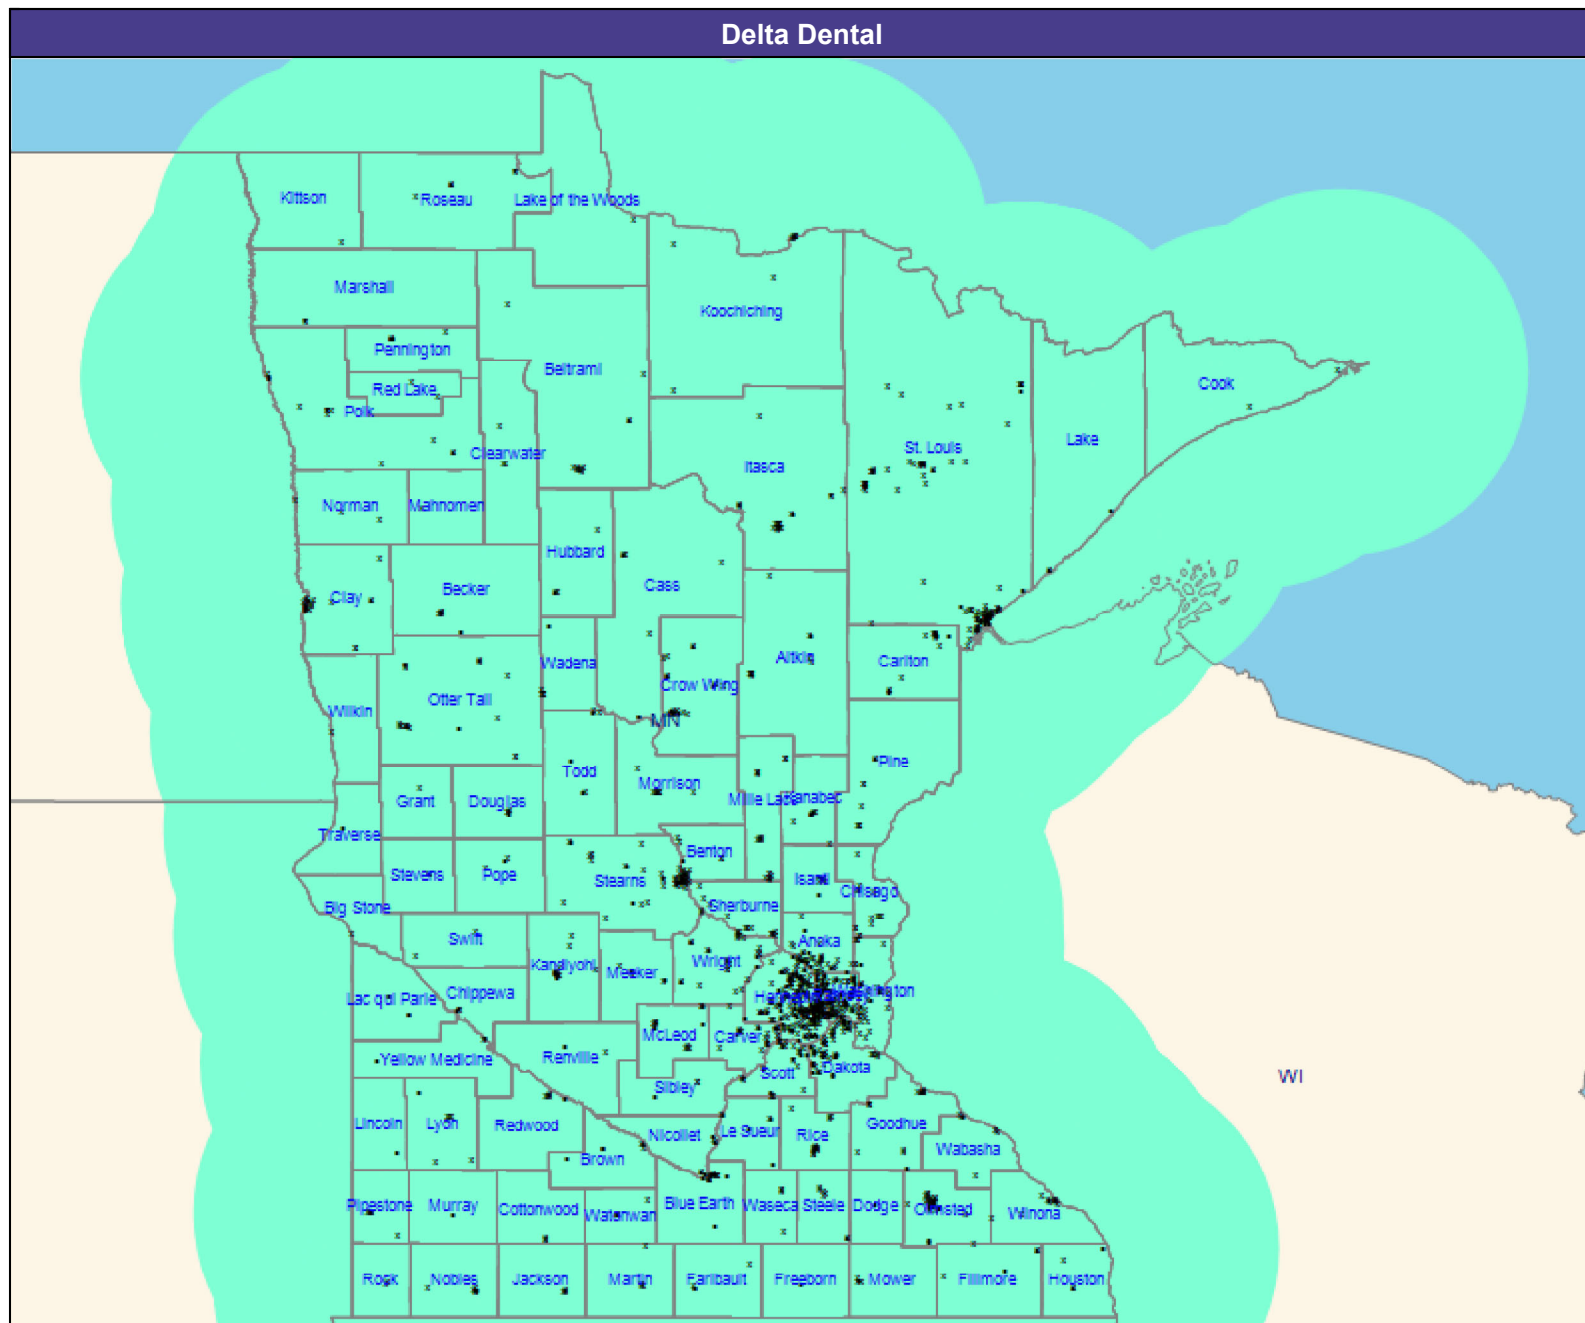 Delta Dental
Kittson
Roseau
Lake of the Woods
Marshall
Koochiching
Pennington
Beltrami
Red Lake
Cook
Polk
Lake
St. Louis
Clearwater
Itasca
Norman
Mahnomen
Hubbard
Cass
Becker
Clay
Aitkin
Carlton
Wadena
Crow Wing
Otter Tail
Wilkin
MN
Pine
Todd
Morrison
Grant
Douglas
Mille Lacs
Kanabec
Traverse
Benton
Stevens
Pope
Stearns
Isanti
Chisago
Big Stone
Sherburne
Swift
Anoka
Kandiyohi
Meeker
Wright
Chippewa
Lac qui Parle
McLeod
Carver
Yellow Medicine
Renville
Scott
Dakota
WI
Sibley
Lincoln
Lyon
Redwood
Nicollet
Le Sueur
Rice
Goodhue
Wabasha
Brown
Pipestone
Murray
Cottonwood
Watonwan
Blue Earth
Waseca
Steele
Dodge
Olmsted
Winona
Rock
Nobles
Jackson
Martin
Faribault
Freeborn
Mower
Fillmore
Houston